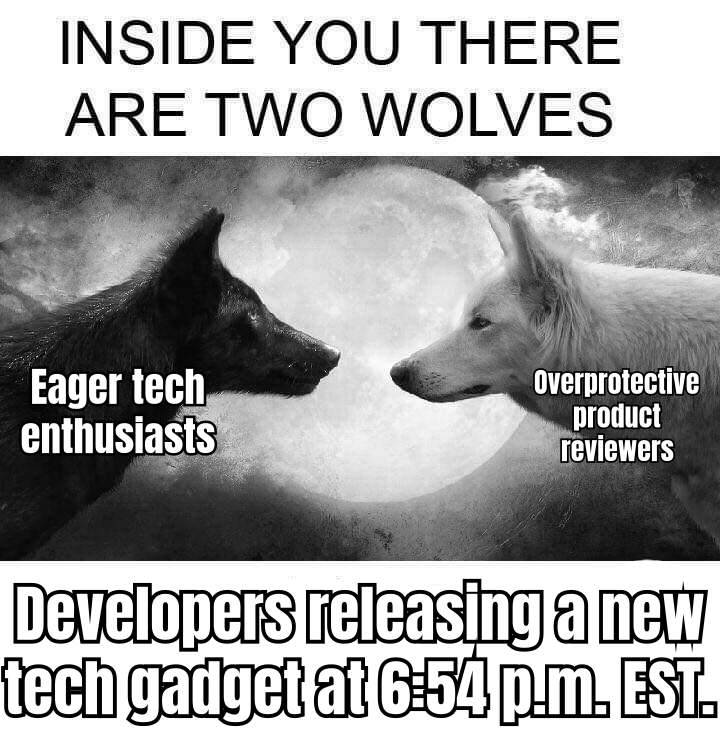 INSIDE YOU THERE
ARE TWO WOLVES
Eager tech
enthusiasts
Overprotective
product
reviewers
Developers releasing a new
tech gadget at 6:54 p.m. EST.